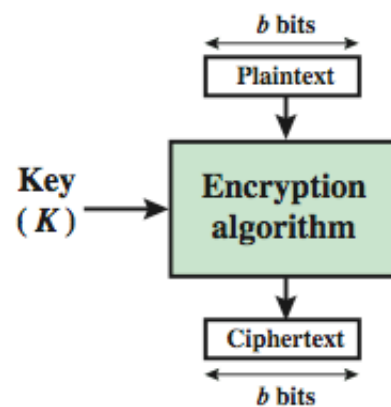 b bits
Plaintext
Key
( K )
Encryption
algorithm
Ciphertext
b bits